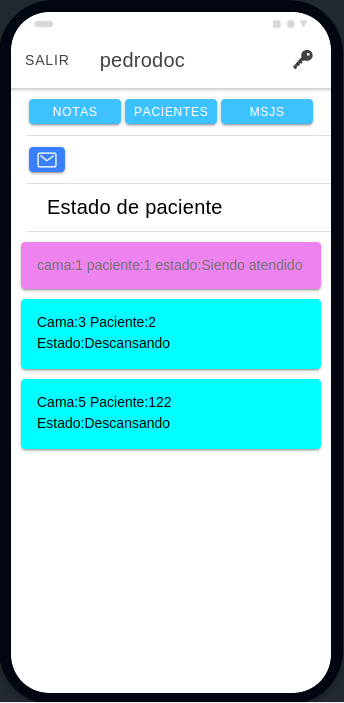 SALIR pedrodoc
NOTAS PACIENTES MSJS
Estado de paciente
cama:1 paciente:1 estado:Siendo atendido
Cama:3 Paciente:2
Estado:Descansando
Cama:5 Paciente:122
Estado:Descansando